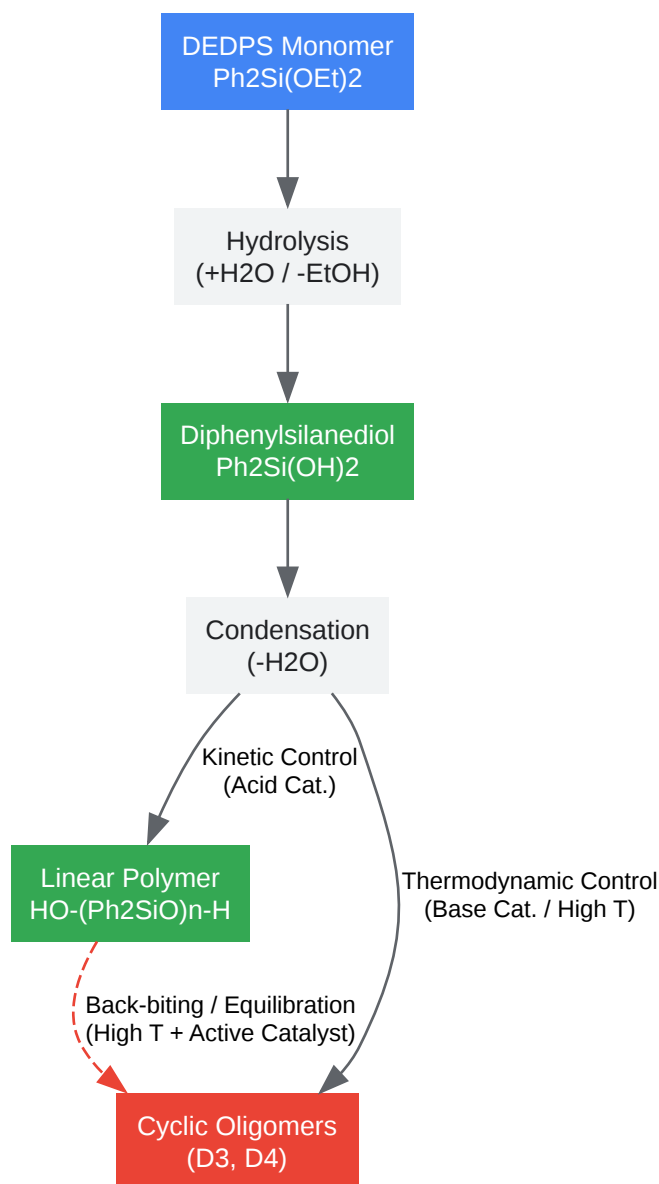 DEDPS Monomer
Ph2Si(OEt)2
Hydrolysis
(+H2O / -EtOH)
Diphenylsilanediol
Ph2Si(OH)2
Condensation
(-H2O)
Kinetic Control
(Acid Cat.)
Linear Polymer
HO-(Ph2SiO)n-H
Thermodynamic Control
(Base Cat. / High T)
Back-biting / Equilibration
(High T + Active Catalyst)
Cyclic Oligomers
(D3, D4)